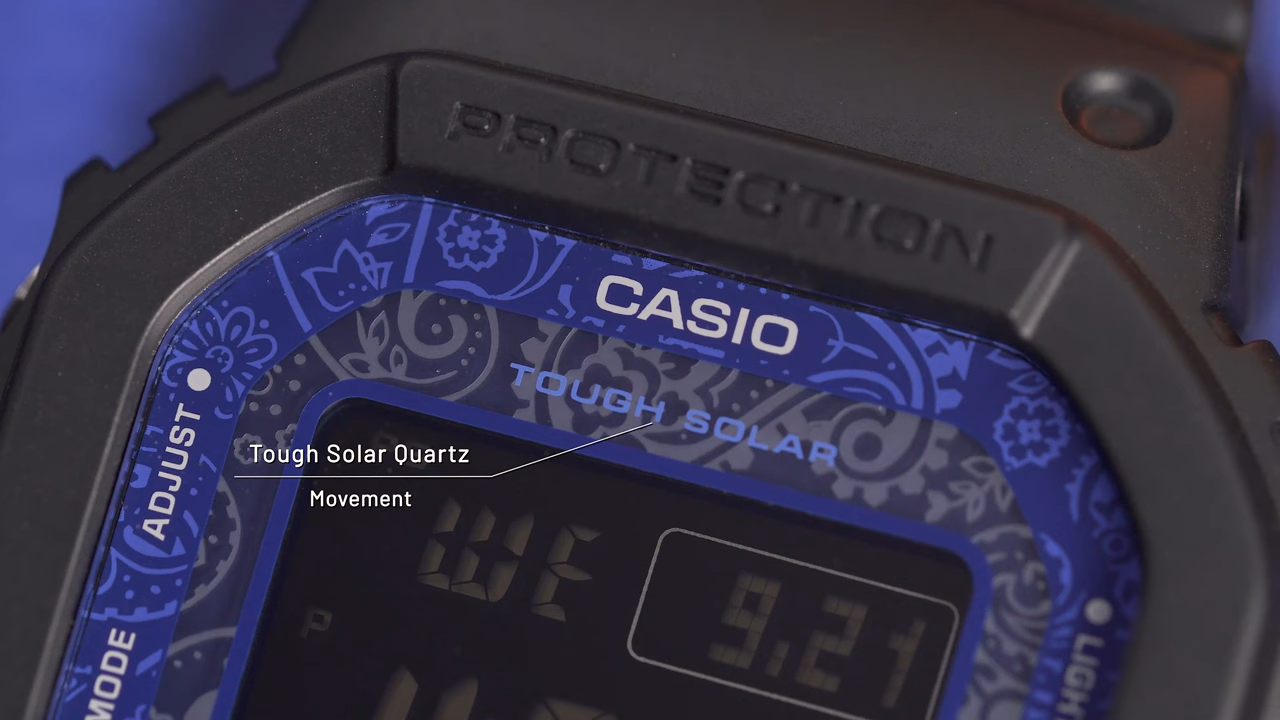 PROTECTION
CASIO
TOUGH SOLAR
ADJUST
Tough Solar Quartz
Movement
WE
9.21
P
MODE